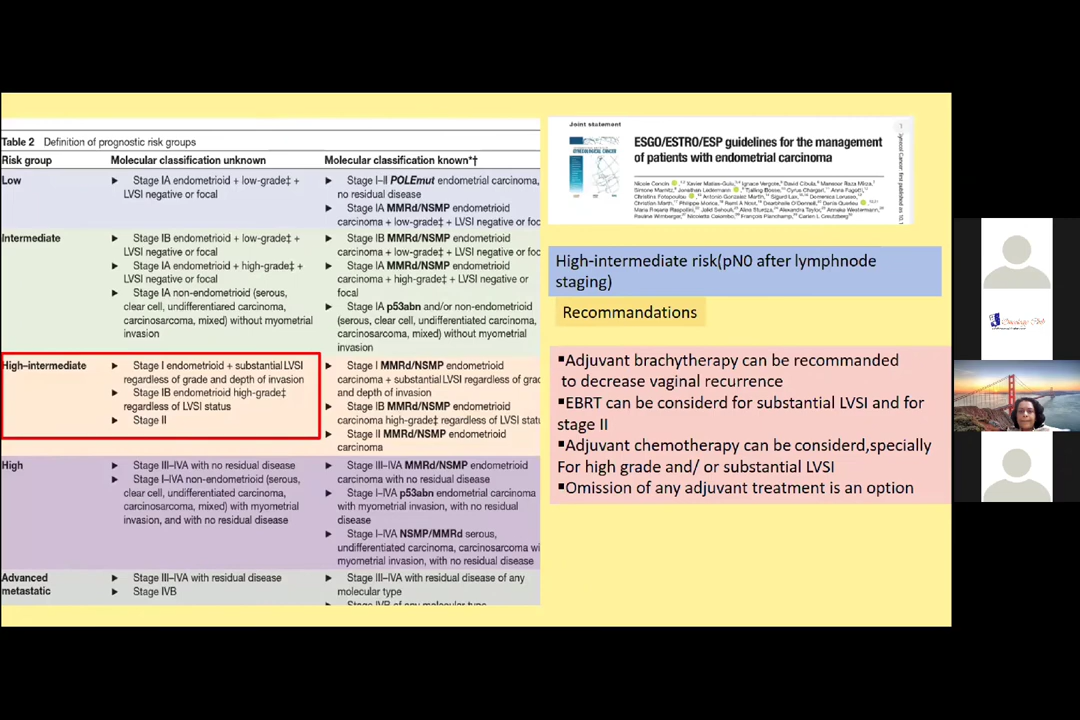 Table 2 Definition of prognostic risk groups
Risk group Molecular classification unknown Molecular classification known*†
Low
► Stage IA endometrioid + low-grade‡ +
LVSI negative or focal
► Stage I–II POLEmut endometrial carcinoma,
no residual disease
► Stage IA MMRd/NSMP endometrioid
carcinoma + low-grade‡ + LVSI negative or foc
Intermediate
► Stage IB endometrioid + low-grade‡ +
LVSI negative or focal
► Stage IA endometrioid + high-grade‡ +
LVSI negative or focal
► Stage IA non-endometrioid (serous,
clear cell, undifferentiared carcinoma,
carcinosarcoma, mixed) without myometrial
invasion
► Stage IB MMRd/NSMP endometrioid
carcinoma + low-grade‡ + LVSI negative or foc
► Stage IA MMRd/NSMP endometrioid
carcinoma + high-grade‡ + LVSI negative or
focal
► Stage IA p53abn and/or non-endometrioid
(serous, clear cell, undifferentiated carcinoma,
carcinosarcoma, mixed) without myometrial
invasion
High–intermediate
► Stage I endometrioid + substantial LVSI
regardless of grade and depth of invasion
► Stage IB endometrioid high-grade‡
regardless of LVSI status
► Stage II
► Stage I MMRd/NSMP endometrioid
carcinoma + substantial LVSI regardless of grad
and depth of invasion
► Stage IB MMRd/NSMP endometrioid
carcinoma high-grade‡ regardless of LVSI statu
► Stage II MMRd/NSMP endometrioid
carcinoma
High
► Stage III–IVA with no residual disease
► Stage I–IVA non-endometrioid (serous,
clear cell, undifferentiated carcinoma,
carcinosarcoma, mixed) with myometrial
invasion, and with no residual disease
► Stage III–IVA MMRd/NSMP endometrioid
carcinoma with no residual disease
► Stage I–IVA p53abn endometrial carcinoma
with myometrial invasion, with no residual
disease
► Stage I–IVA NSMP/MMRd serous,
undifferentiated carcinoma, carcinosarcoma wi
myometrial invasion, with no residual disease
Advanced
metastatic
► Stage III–IVA with residual disease
► Stage IVB
► Stage III–IVA with residual disease of any
molecular type
► Stage IVB of any molecular type
Joint statement
ESGO/ESTRO/ESP guidelines for the management
of patients with endometrial carcinoma
High-intermediate risk(pN0 after lymphnode
staging)
Recommandations
▪Adjuvant brachytherapy can be recommanded
to decrease vaginal recurrence
▪EBRT can be considerd for substantial LVSI and for
stage II
▪Adjuvant chemotherapy can be considerd,specially
For high grade and/ or substantial LVSI
▪Omission of any adjuvant treatment is an option